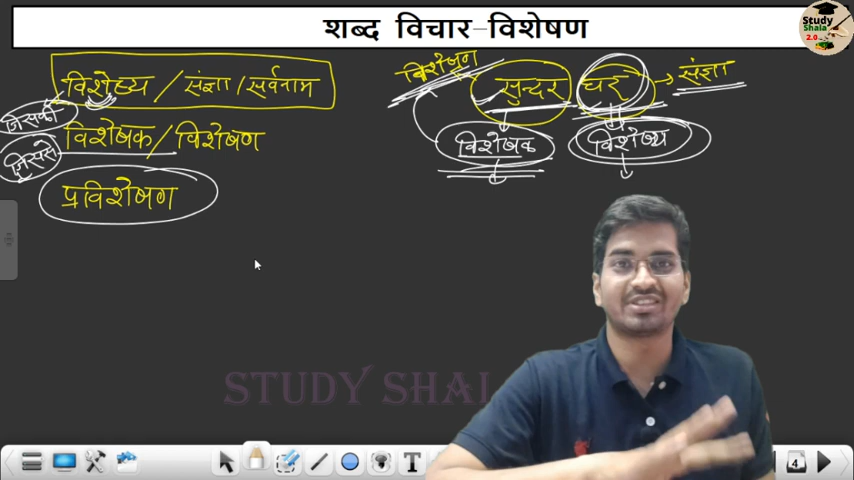 शब्द विचार-विशेषण
Study
Shala
2.0
विशेष्य / संज्ञा / सर्वनाम
विशेषण
सुन्दर घर → संज्ञा
जिसकी
विशेषक / विशेषण
विशेषक विशेष्य
जिससे
प्रविशेषण
STUDY SHAL
T
4